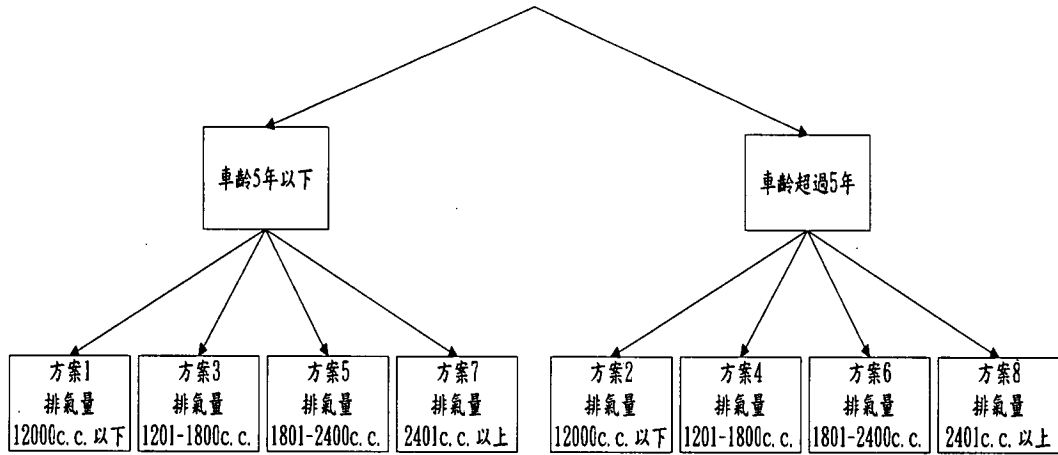 車齡5年以下
車齡超過5年
方案1
排氣量
12000c.c.以下
方案3
排氣量
1201-1800c.c.
方案5
排氣量
1801-2400c.c.
方案7
排氣量
2401c.c.以上
方案2
排氣量
12000c.c.以下
方案4
排氣量
1201-1800c.c.
方案6
排氣量
1801-2400c.c.
方案8
排氣量
2401c.c.以上